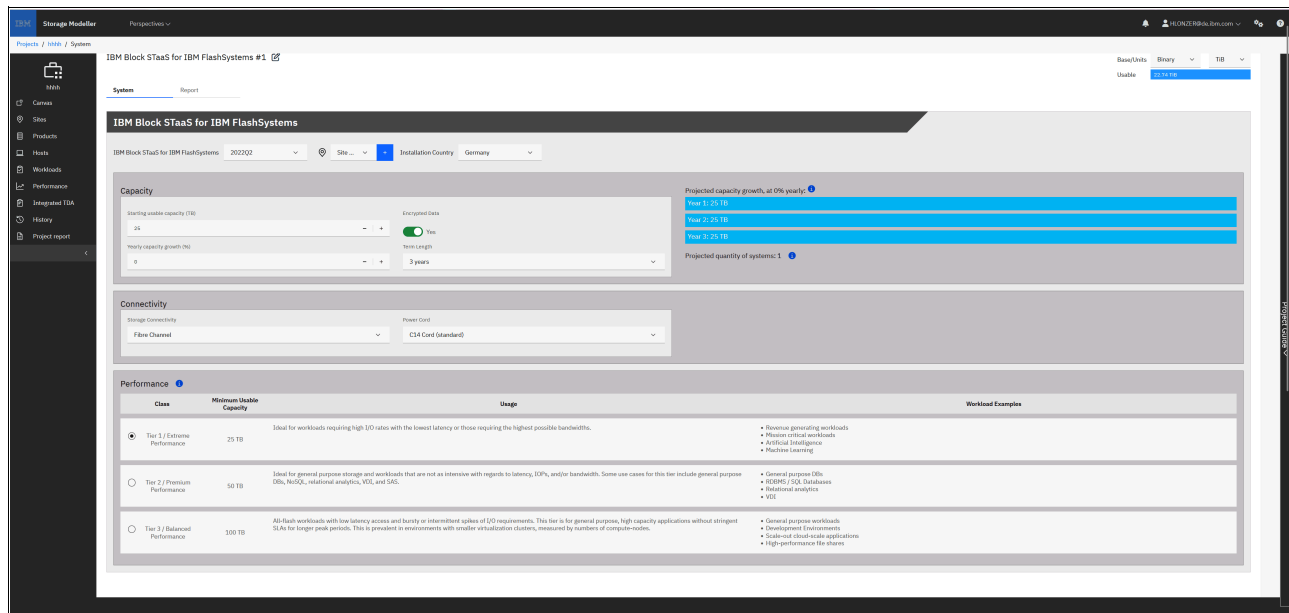 IBM Storage Modeller Perspectives HLONZER@de.ibm.com
Projects / hhhh / System
hhhh
Canvas
Sites
Products
Hosts
Workloads
Performance
Integrated TDA
History
Project report
IBM Block STaaS for IBM FlashSystems #1
Base/Units Binary TiB
Usable 22.74 TiB
System Report
IBM Block STaaS for IBM FlashSystems
IBM Block STaaS for IBM FlashSystems 2022Q2 Site ... + Installation Country Germany
Capacity
Starting usable capacity (TB)
25 - +
Yearly capacity growth (%)
0 - +
Encrypted Data
Yes
Term Length
3 years
Projected capacity growth, at 0% yearly:
Year 1: 25 TB
Year 2: 25 TB
Year 3: 25 TB
Projected quantity of systems: 1
Connectivity
Storage Connectivity
Fibre Channel
Power Cord
C14 Cord (standard)
Performance
Class
Minimum Usable
Capacity
Usage
Workload Examples
Tier 1 / Extreme
Performance
25 TB
Ideal for workloads requiring high I/O rates with the lowest latency or those requiring the highest possible bandwidths.
• Revenue generating workloads
• Mission critical workloads
• Artificial Intelligence
• Machine Learning
Tier 2 / Premium
Performance
50 TB
Ideal for general purpose storage and workloads that are not as intensive with regards to latency, IOPs, and/or bandwidth. Some use cases for this tier include general purpose
DBs, NoSQL, relational analytics, VDI, and SAS.
• General purpose DBs
• RDBMS / SQL Databases
• Relational analytics
• VDI
Tier 3 / Balanced
Performance
100 TB
All-flash workloads with low latency access and bursty or intermittent spikes of I/O requirements. This tier is for general purpose, high capacity applications without stringent
SLAs for longer peak periods. This is prevalent in environments with smaller virtualization clusters, measured by numbers of compute-nodes.
• General purpose workloads
• Development Environments
• Scale-out cloud-scale applications
• High-performance file shares
Project Guide